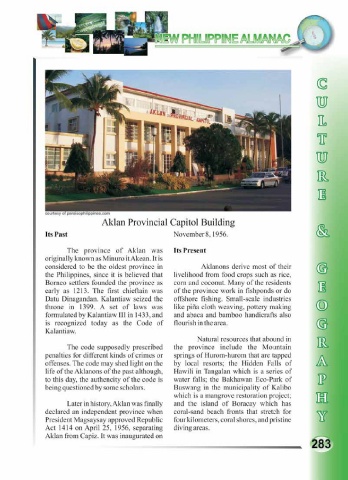 NEW PHILIPPINE ALMANAC
AKLAN PROVINCIAL CAPITOL
courtesy of pbnewsphilippines.com
Aklan Provincial Capitol Building
Its Past
The province of Aklan was
originally known as Minuro it Akean. It is
considered to be the oldest province in
the Philippines, since it is believed that
Borneo settlers founded the province as
early as 1213. The first chieftain was
Datu Dinagandan. Kalantiaw seized the
throne in 1399. A set of laws was
formulated by Kalantiaw III in 1433, and
is recognized today as the Code of
Kalantiaw.
The code supposedly prescribed
penalties for different kinds of crimes or
offenses. The code may shed light on the
life of the Aklanons of the past although,
to this day, the authencity of the code is
being questioned by some scholars.
Later in history, Aklan was finally
declared an independent province when
President Magsaysay approved Republic
Act 1414 on April 25, 1956, separating
Aklan from Capiz. It was inaugurated on
November 8, 1956.
Its Present
Aklanons derive most of their
livelihood from food crops such as rice,
corn and coconut. Many of the residents
of the province work in fishponds or do
offshore fishing. Small-scale industries
like piña cloth weaving, pottery making
and abaca and bamboo handicrafts also
flourish in the area.
Natural resources that abound in
the province include the Mountain
springs of Hurom-hurom that are tapped
by local resorts; the Hidden Falls of
Hawili in Tangalan which is a series of
water falls; the Bakhawan Eco-Park of
Buswang in the municipality of Kalibo
which is a mangrove restoration project;
and the island of Boracay which has
coral-sand beach fronts that stretch for
four kilometers, coral shores, and pristine
diving areas.
CULTURE & GEOGRAPHY
283